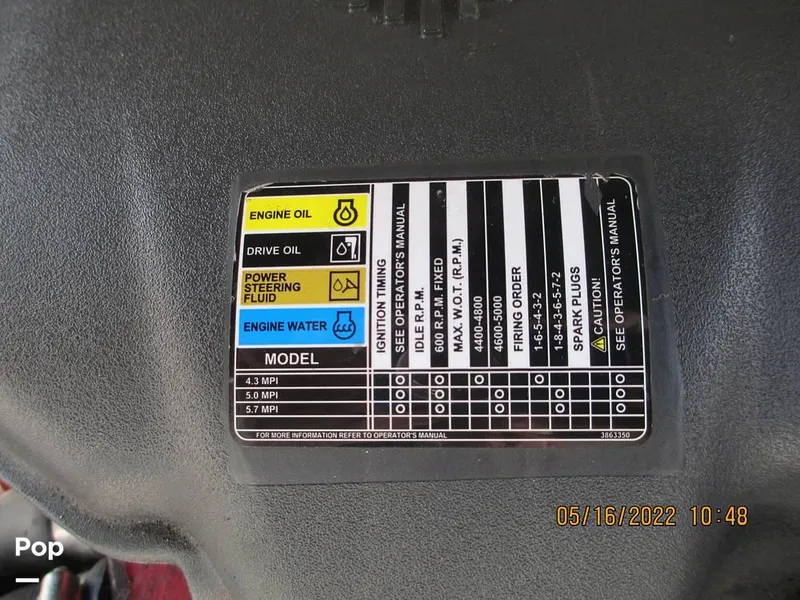 ENGINE OIL
DRIVE OIL
POWER
STEERING
FLUID
ENGINE WATER
MODEL
IGNITION TIMING
SEE OPERATOR'S MANUAL
IDLE R.P.M.
600 R.P.M. FIXED
MAX. W.O.T. (R.P.M.)
4400-4800
4600-5000
FIRING ORDER
1-6-5-4-3-2
1-8-4-3-6-5-7-2
SPARK PLUGS
CAUTION!
SEE OPERATOR'S MANUAL
4.3 MPI
5.0 MPI
5.7 MPI
FOR MORE INFORMATION REFER TO OPERATOR'S MANUAL
3863350
05/16/2022 10:48
Pop